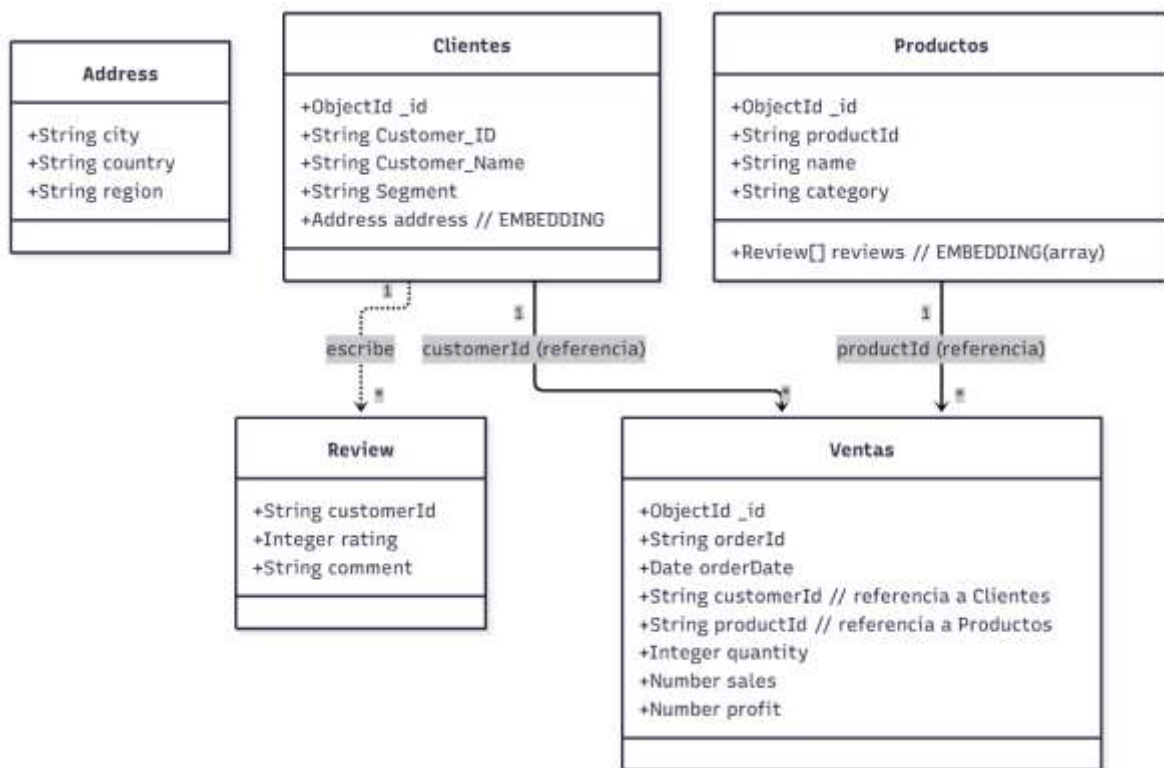 Address
+String city
+String country
+String region
Clientes
+ObjectId _id
+String Customer_ID
+String Customer_Name
+String Segment
+Address address // EMBEDDING
Productos
+ObjectId _id
+String productId
+String name
+String category
+Review[] reviews // EMBEDDING(array)
1
1
1
escribe
customerId (referencia)
productId (referencia)
*
*
*
Review
+String customerId
+Integer rating
+String comment
Ventas
+ObjectId _id
+String orderId
+Date orderDate
+String customerId // referencia a Clientes
+String productId // referencia a Productos
+Integer quantity
+Number sales
+Number profit